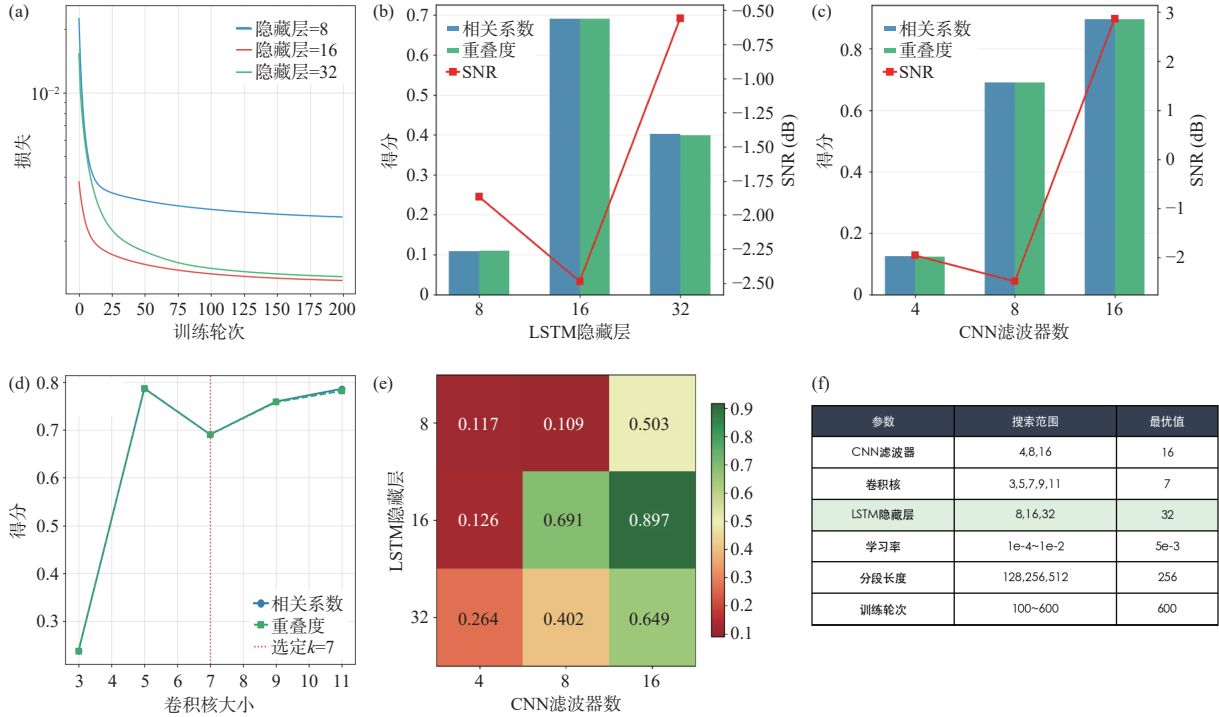 (a)
隐藏层=8
隐藏层=16
隐藏层=32
10⁻²
损失
0 25 50 75 100 125 150 175 200
训练轮次
(b)
相关系数
重叠度
SNR
0.7
0.6
0.5
0.4
0.3
0.2
0.1
0
得分
−0.50
−0.75
−1.00
−1.25
−1.50
−1.75
−2.00
−2.25
−2.50
SNR (dB)
8 16 32
LSTM隐藏层
(c)
相关系数
重叠度
SNR
0.8
0.6
0.4
0.2
0
得分
3
2
1
0
−1
−2
SNR (dB)
4 8 16
CNN滤波器数
(d)
0.8
0.7
0.6
0.5
0.4
0.3
得分
相关系数
重叠度
选定k=7
3 4 5 6 7 8 9 10 11
卷积核大小
(e)
LSTM隐藏层
8 0.117 0.109 0.503
16 0.126 0.691 0.897
32 0.264 0.402 0.649
4 8 16
CNN滤波器数
0.9
0.8
0.7
0.6
0.5
0.4
0.3
0.2
0.1
(f)
参数 搜索范围 最优值
CNN滤波器 4,8,16 16
卷积核 3,5,7,9,11 7
LSTM隐藏层 8,16,32 32
学习率 1e-4~1e-2 5e-3
分段长度 128,256,512 256
训练轮次 100~600 600